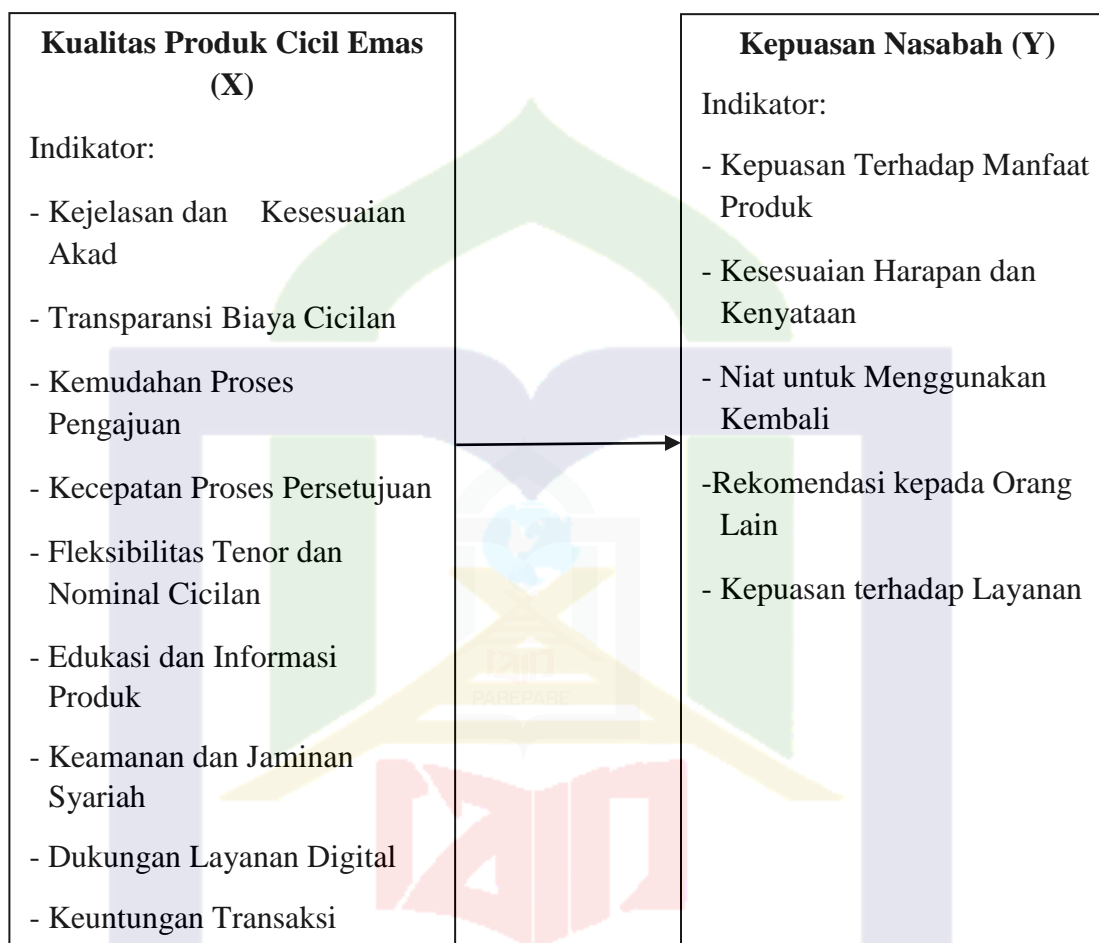 Kualitas Produk Cicil Emas
(X)
Indikator:
- Kejelasan dan Kesesuaian
Akad
- Transparansi Biaya Cicilan
- Kemudahan Proses
Pengajuan
- Kecepatan Proses Persetujuan
- Fleksibilitas Tenor dan
Nominal Cicilan
- Edukasi dan Informasi
Produk
- Keamanan dan Jaminan
Syariah
- Dukungan Layanan Digital
- Keuntungan Transaksi
Kepuasan Nasabah (Y)
Indikator:
- Kepuasan Terhadap Manfaat
Produk
- Kesesuaian Harapan dan
Kenyataan
- Niat untuk Menggunakan
Kembali
-Rekomendasi kepada Orang
Lain
- Kepuasan terhadap Layanan
IAIN
PAREPARE
iain